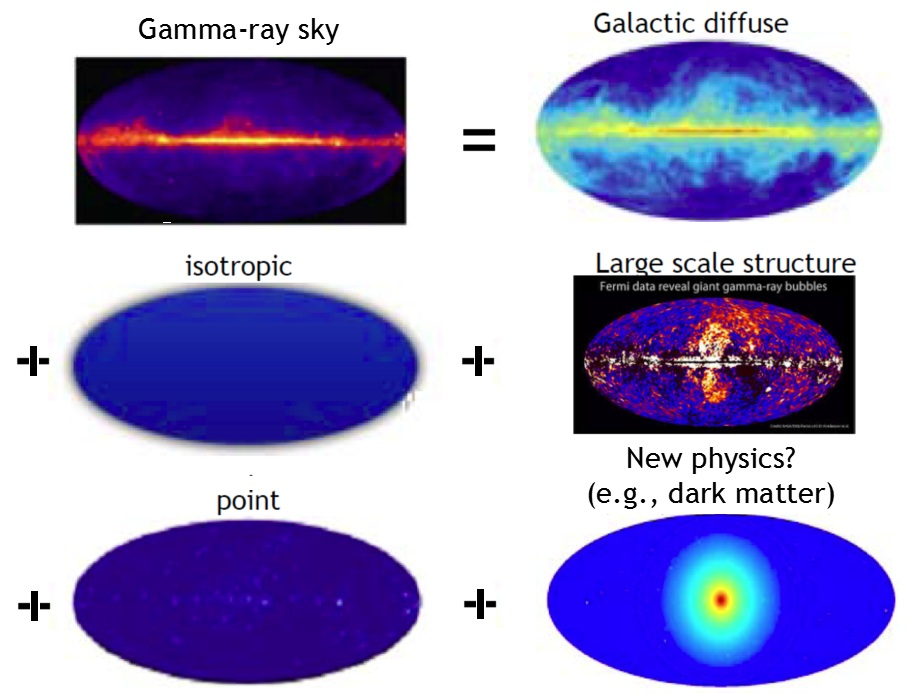 Gamma-ray sky
=
Galactic diffuse
+
isotropic
+
Large scale structure
Fermi data reveal giant gamma-ray bubbles
+
point
+
New physics?
(e.g., dark matter)